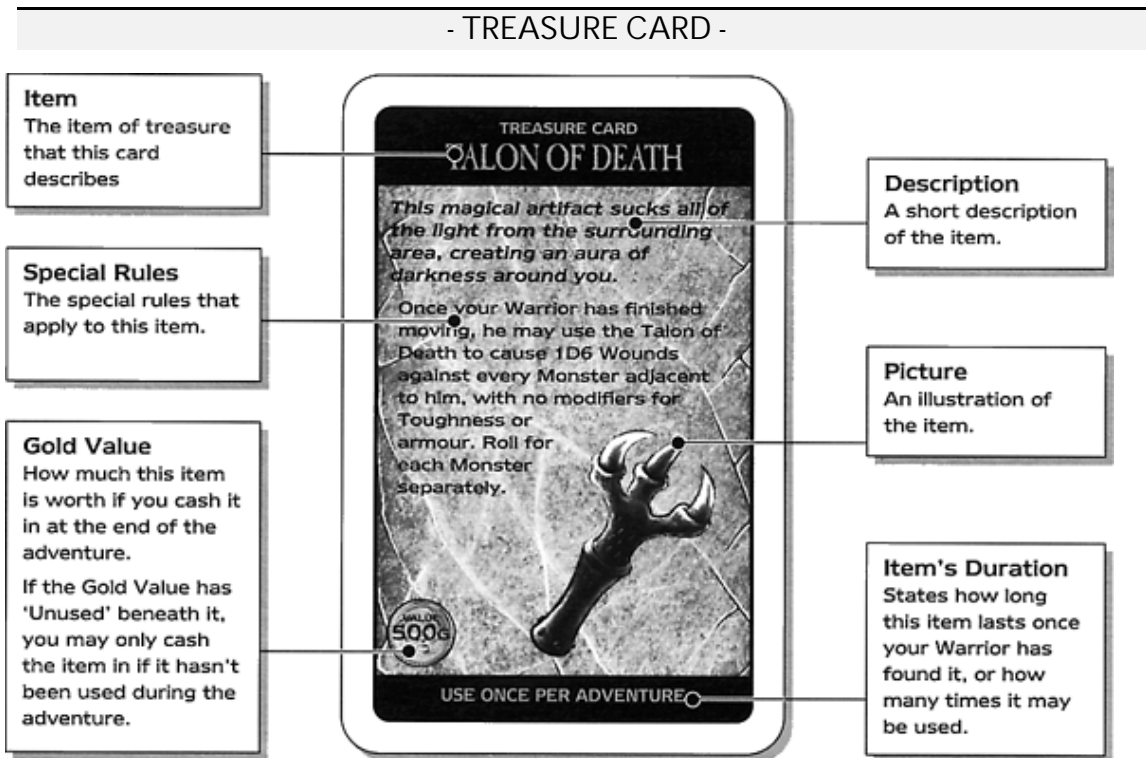 - TREASURE CARD -
Item
The item of treasure
that this card
describes
Special Rules
The special rules that
apply to this item.
Gold Value
How much this item
is worth if you cash it
in at the end of the
adventure.
If the Gold Value has
‘Unused’ beneath it,
you may only cash
the item in if it hasn't
been used during the
adventure.
TREASURE CARD
TALON OF DEATH
This magical artifact sucks all of
the light from the surrounding
area, creating an aura of
darkness around you.
Once your Warrior has finished
moving, he may use the Talon of
Death to cause 1D6 Wounds
against every Monster adjacent
to him, with no modifiers for
Toughness or
armour. Roll for
each Monster
separately.
VALUE
500G
USE ONCE PER ADVENTURE
Description
A short description
of the item.
Picture
An illustration of
the item.
Item's Duration
States how long
this item lasts once
your Warrior has
found it, or how
many times it may
be used.